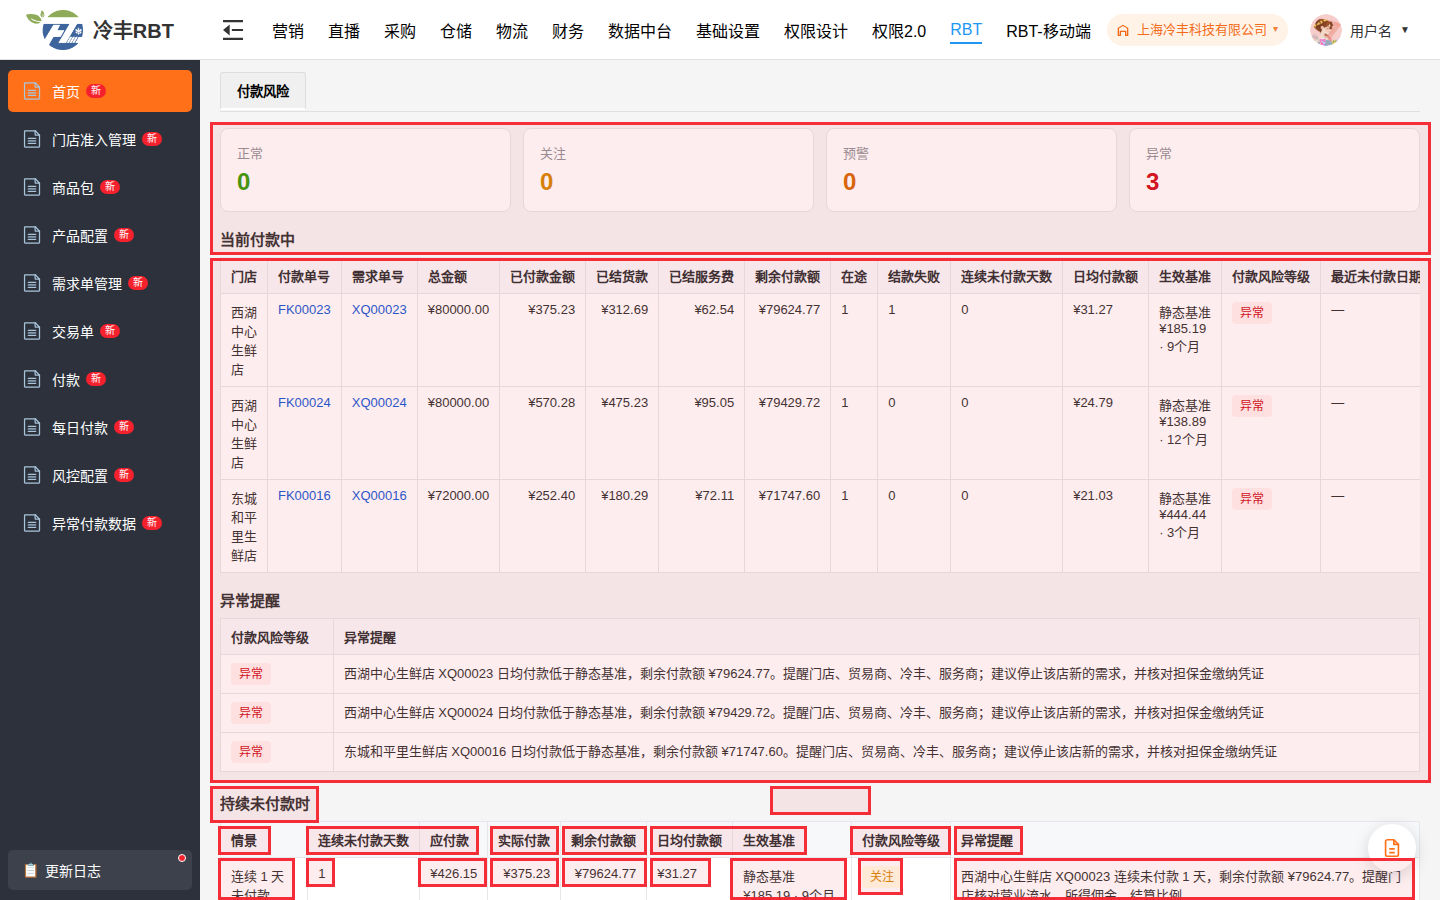 冷丰RBT
营销 直播 采购 仓储 物流 财务 数据中台 基础设置 权限设计 权限2.0 RBT RBT-移动端 上海冷丰科技有限公司 ▾ 用户名 ▼
首页 新
门店准入管理 新
商品包 新
产品配置 新
需求单管理 新
交易单 新
付款 新
每日付款 新
风控配置 新
异常付款数据 新
更新日志
付款风险
正常 关注 预警 异常
0 0 0 3
当前付款中
门店 付款单号 需求单号 总金额 已付款金额 已结货款 已结服务费 剩余付款额 在途 结款失败 连续未付款天数 日均付款额 生效基准 付款风险等级 最近未付款日期
西湖中心生鲜店 FK00023 XQ00023 ¥80000.00 ¥375.23 ¥312.69 ¥62.54 ¥79624.77 1 1 0 ¥31.27 静态基准 ¥185.19 · 9个月 异常 —
西湖中心生鲜店 FK00024 XQ00024 ¥80000.00 ¥570.28 ¥475.23 ¥95.05 ¥79429.72 1 0 0 ¥24.79 静态基准 ¥138.89 · 12个月 异常 —
东城和平里生鲜店 FK00016 XQ00016 ¥72000.00 ¥252.40 ¥180.29 ¥72.11 ¥71747.60 1 0 0 ¥21.03 静态基准 ¥444.44 · 3个月 异常 —
异常提醒
付款风险等级 异常提醒
异常 西湖中心生鲜店 XQ00023 日均付款低于静态基准，剩余付款额 ¥79624.77。提醒门店、贸易商、冷丰、服务商；建议停止该店新的需求，并核对担保金缴纳凭证
异常 西湖中心生鲜店 XQ00024 日均付款低于静态基准，剩余付款额 ¥79429.72。提醒门店、贸易商、冷丰、服务商；建议停止该店新的需求，并核对担保金缴纳凭证
异常 东城和平里生鲜店 XQ00016 日均付款低于静态基准，剩余付款额 ¥71747.60。提醒门店、贸易商、冷丰、服务商；建议停止该店新的需求，并核对担保金缴纳凭证
持续未付款时
情景 连续未付款天数 应付款 实际付款 剩余付款额 日均付款额 生效基准 付款风险等级 异常提醒
连续 1 天 1 ¥426.15 ¥375.23 ¥79624.77 ¥31.27 静态基准 关注 西湖中心生鲜店 XQ00023 连续未付款 1 天，剩余付款额 ¥79624.77。提醒门
未付款 ¥185.19 · 9个月 店核对营业流水、所得佣金、结算比例